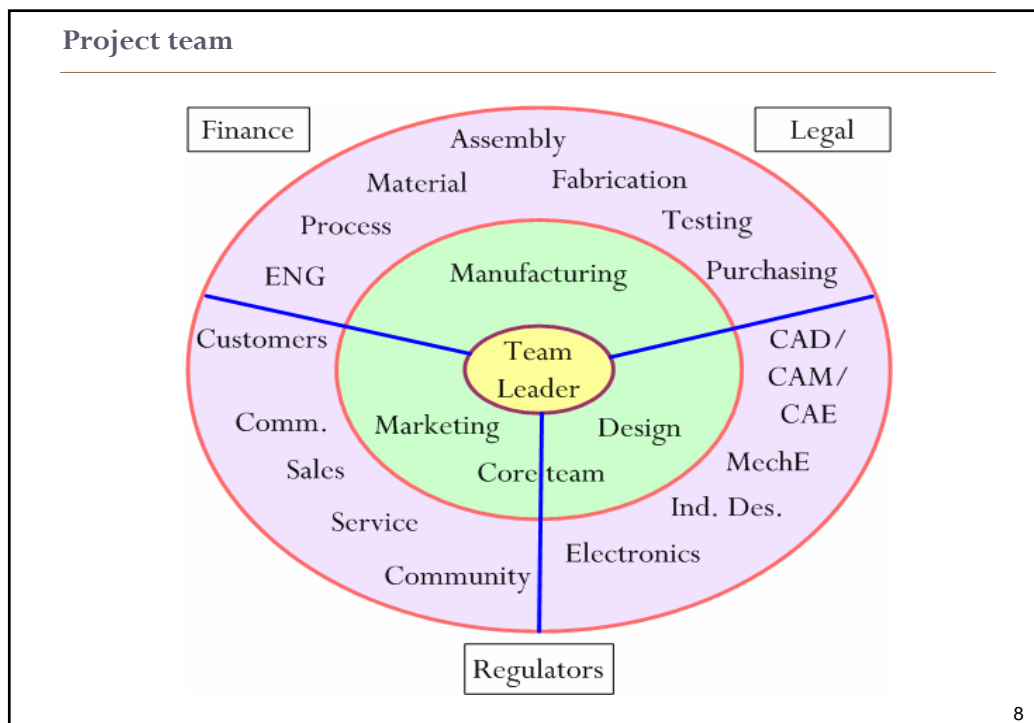 Project team
Finance
Legal
Assembly
Material
Fabrication
Process
Testing
ENG
Manufacturing
Purchasing
Customers
Team
Leader
CAD/
CAM/
CAE
Comm.
Marketing
Design
Sales
Core team
MechE
Ind. Des.
Service
Electronics
Community
Regulators
8